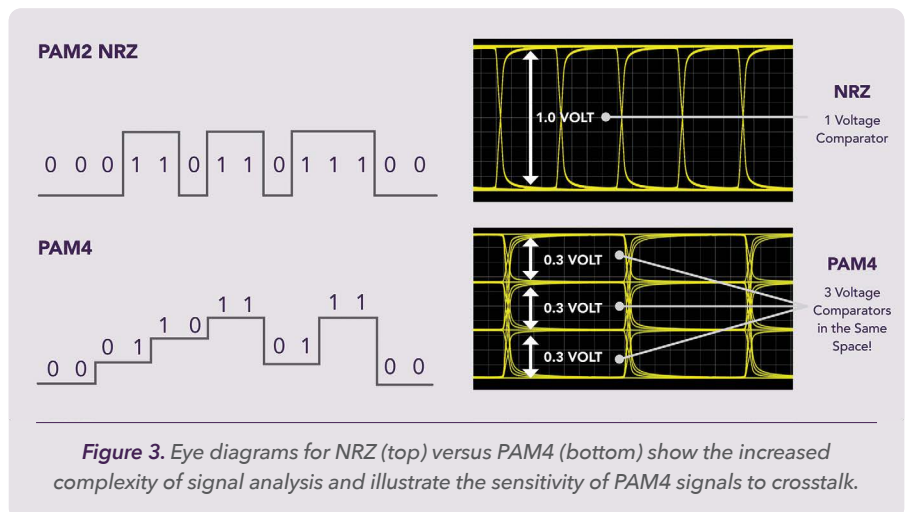 PAM2 NRZ
0 0 0 1 1 0 1 1 0 1 1 1 0 0
1.0 VOLT
NRZ
1 Voltage
Comparator
PAM4
0 0 0 1 1 0 1 1 0 1 1 1 0 0
0.3 VOLT
0.3 VOLT
0.3 VOLT
PAM4
3 Voltage
Comparators
in the Same
Space!
Figure 3. Eye diagrams for NRZ (top) versus PAM4 (bottom) show the increased
complexity of signal analysis and illustrate the sensitivity of PAM4 signals to crosstalk.